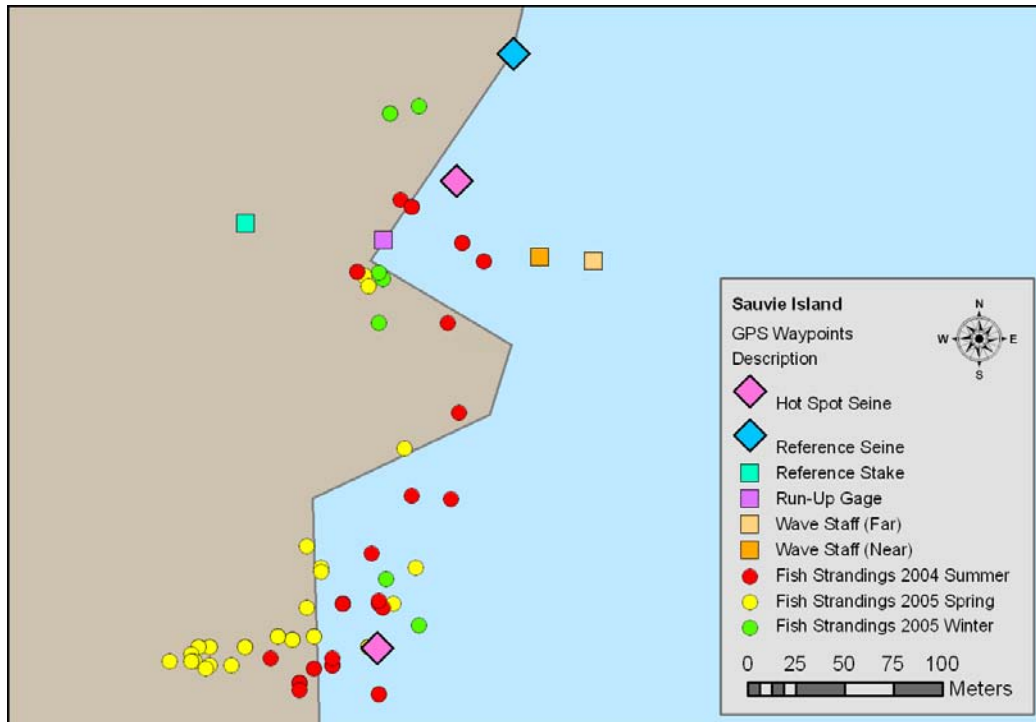 Sauvie Island
GPS Waypoints
Description
N
W E
S
Hot Spot Seine
Reference Seine
Reference Stake
Run-Up Gage
Wave Staff (Far)
Wave Staff (Near)
Fish Strandings 2004 Summer
Fish Strandings 2005 Spring
Fish Strandings 2005 Winter
0 25 50 100
Meters